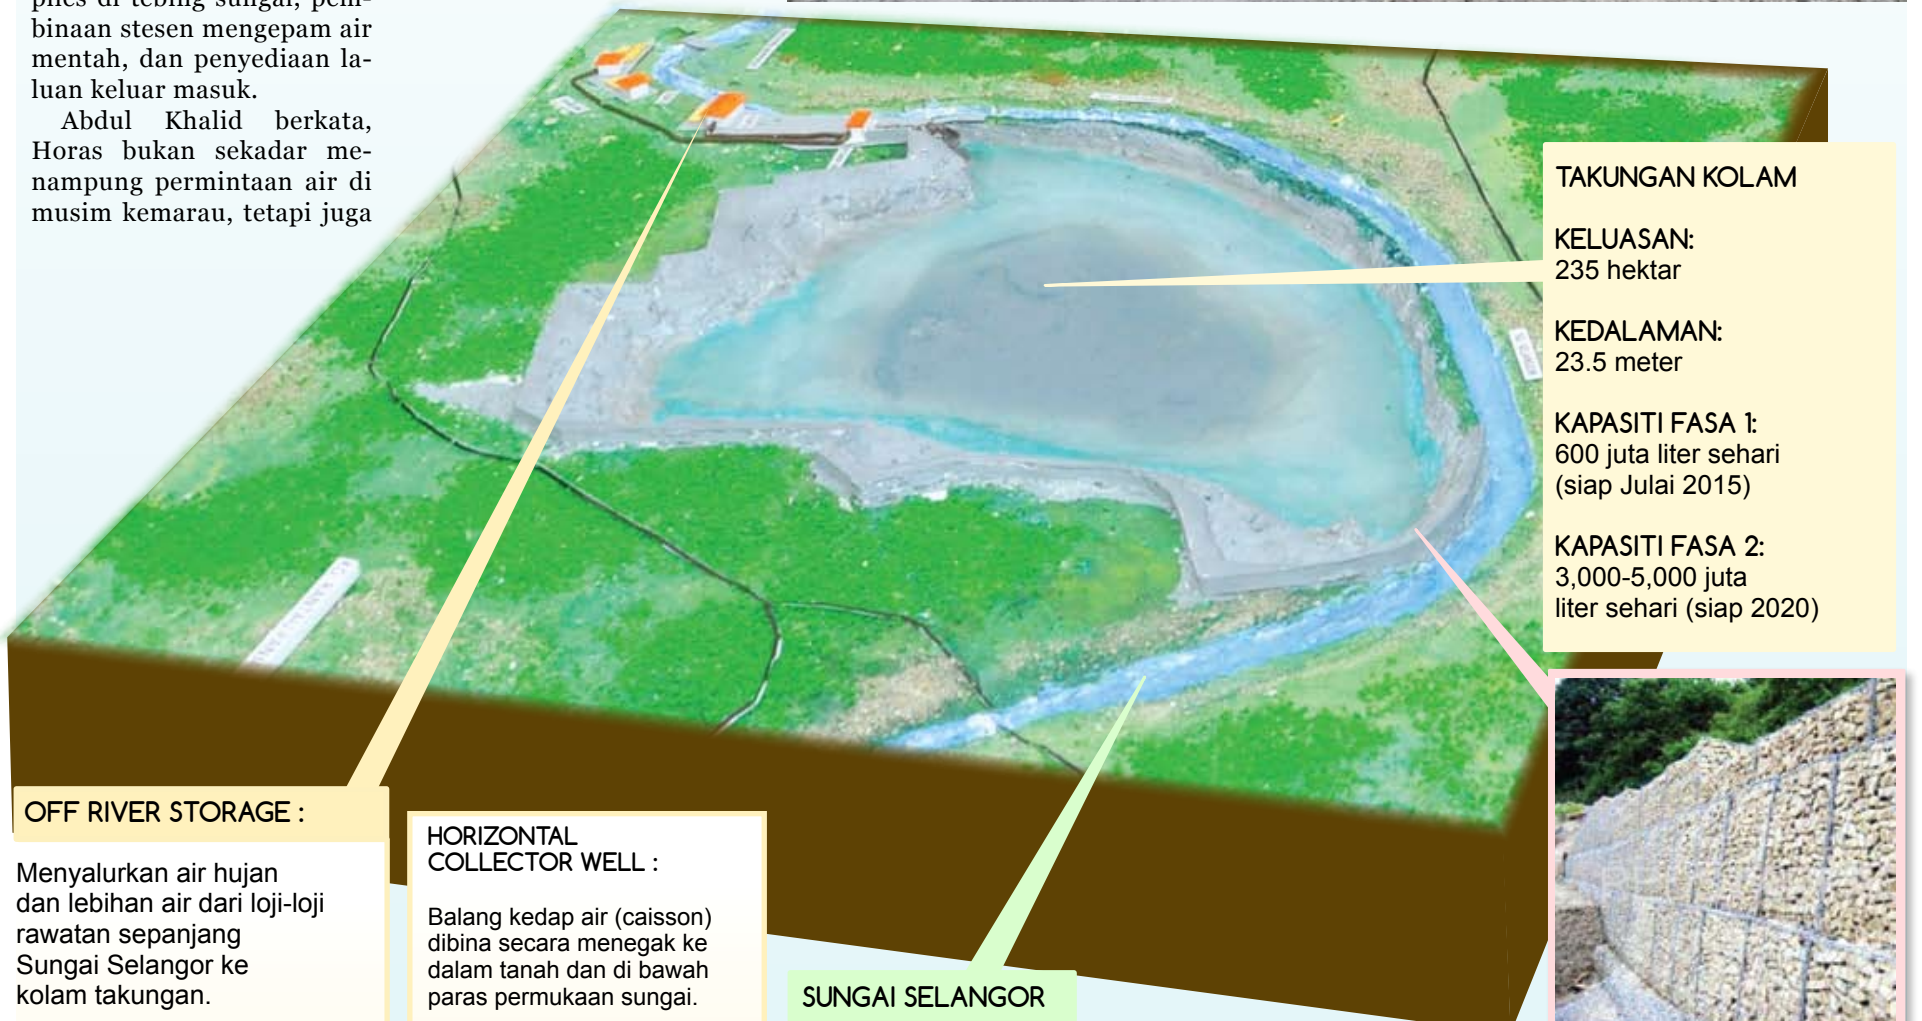 binaan stesen mengepam air
mentah, dan penyediaan la-
luan keluar masuk.
Abdul Khalid berkata,
Horas bukan sekadar me-
nampung permintaan air di
musim kemarau, tetapi juga
TAKUNGAN KOLAM
KELUASAN:
235 hektar
KEDALAMAN:
23.5 meter
KAPASITI FASA 1:
600 juta liter sehari
(siap Julai 2015)
KAPASITI FASA 2:
3,000-5,000 juta
liter sehari (siap 2020)
OFF RIVER STORAGE :
Menyalurkan air hujan
dan lebihan air dari loji-loji
rawatan sepanjang
Sungai Selangor ke
kolam takungan.
HORIZONTAL
COLLECTOR WELL :
Balang kedap air (caisson)
dibina secara menegak ke
dalam tanah dan di bawah
paras permukaan sungai.
SUNGAI SELANGOR